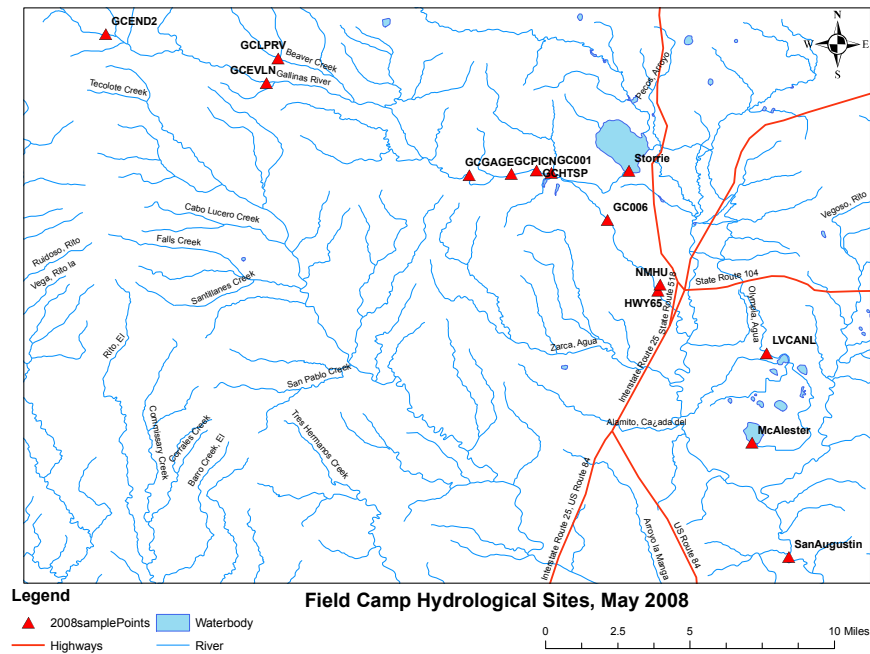 N
W E
S
GCEND2
GCLPRV
Beaver Creek
GCEVLN
Gallinas River
Tecolote Creek
Pecos, Arroyo
GCGAGE
GCPICN
GC001
GCHTSP
Storrie
Cabo Lucero Creek
GC006
Vegoso, Rito
Falls Creek
Ruidoso, Rito
Vega, Rito la
Santillanes Creek
NMHU
State Route 104
HWY65
State Route 518
Olympia, Agua
Rito, El
Zarca, Agua
Interstate Route 25
LVCANL
San Pablo Creek
Commissary Creek
Corrales Creek
Barro Creek, El
Tres Hermanos Creek
Alamito, Ca¿ada del
McAlester
Interstate Route 25, US Route 84
Arroyo la Manga
US Route 84
SanAugustin
Legend
Field Camp Hydrological Sites, May 2008
2008samplePoints
Waterbody
Highways
River
0 2.5 5 10 Miles